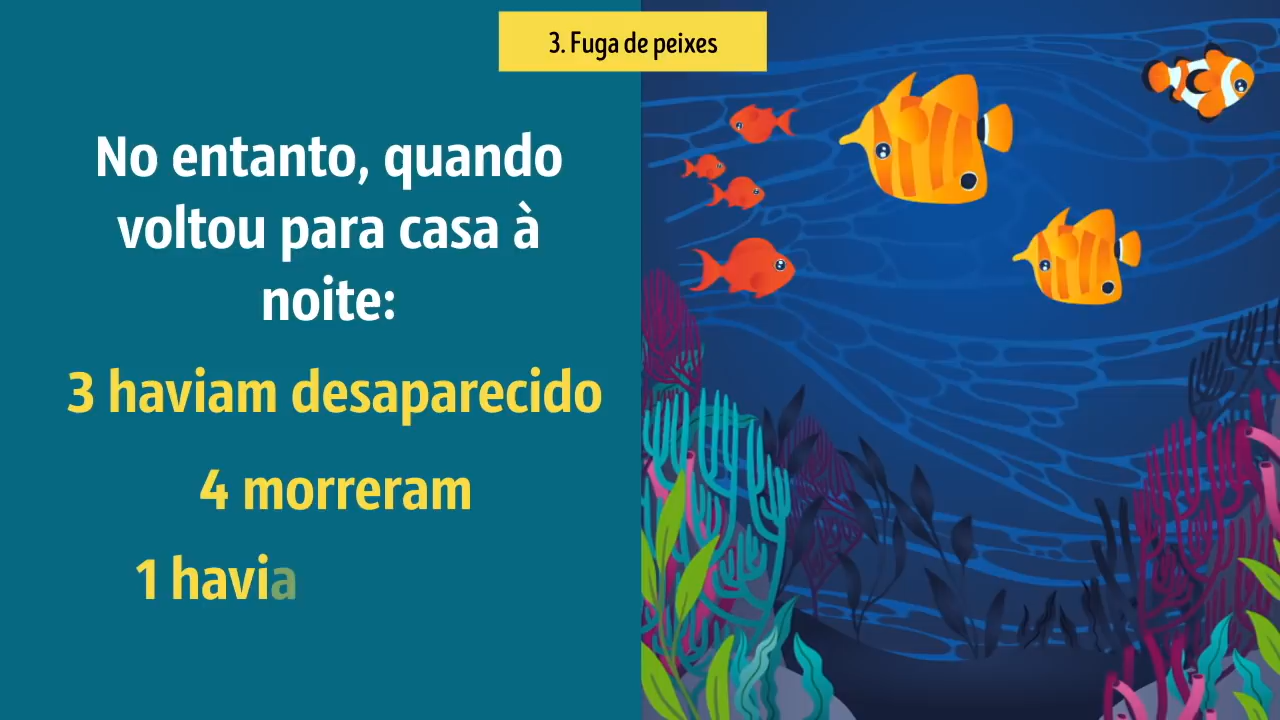 3. Fuga de peixes
No entanto, quando
voltou para casa à
noite:
3 haviam desaparecido
4 morreram
1 havia